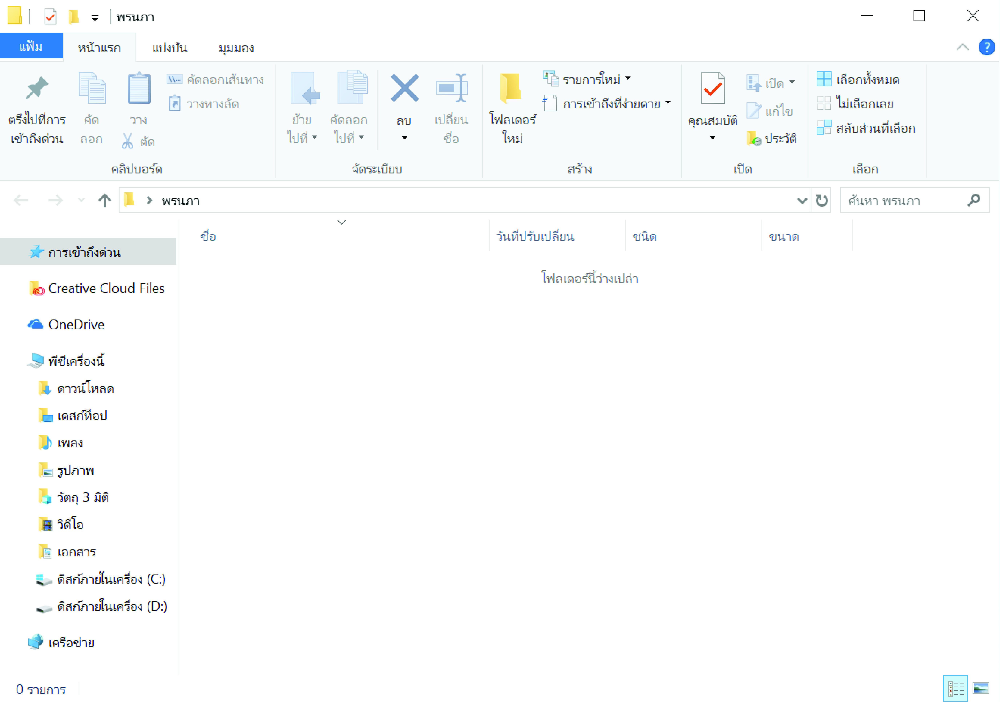 พรนภา
แฟ้ม หน้าแรก แบ่งปัน มุมมอง
ตรึงไปที่การ
เข้าถึงด่วน
คัด
ลอก
วาง
ตัด
คัดลอกเส้นทาง
วางทางลัด
คลิปบอร์ด
ย้าย
ไปที่
คัดลอก
ไปที่
ลบ
เปลี่ยน
ชื่อ
จัดระเบียบ
โฟลเดอร์
ใหม่
รายการใหม่
การเข้าถึงที่ง่ายดาย
สร้าง
คุณสมบัติ
เปิด
แก้ไข
ประวัติ
เปิด
เลือกทั้งหมด
ไม่เลือกเลย
สลับส่วนที่เลือก
เลือก
พรนภา
ค้นหา พรนภา
ชื่อ วันที่ปรับเปลี่ยน ชนิด ขนาด
โฟลเดอร์นี้ว่างเปล่า
การเข้าถึงด่วน
Creative Cloud Files
OneDrive
พีซีเครื่องนี้
ดาวน์โหลด
เดสก์ท็อป
เพลง
รูปภาพ
วัตถุ 3 มิติ
วิดีโอ
เอกสาร
ดิสก์ภายในเครื่อง (C:)
ดิสก์ภายในเครื่อง (D:)
เครือข่าย
0 รายการ